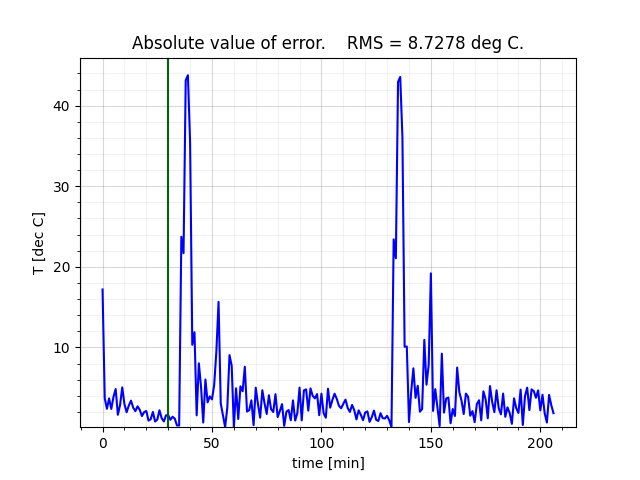 Absolute value of error. RMS = 8.7278 deg C.
40
30
20
10
T [dec C]
0 50 100 150 200
time [min]